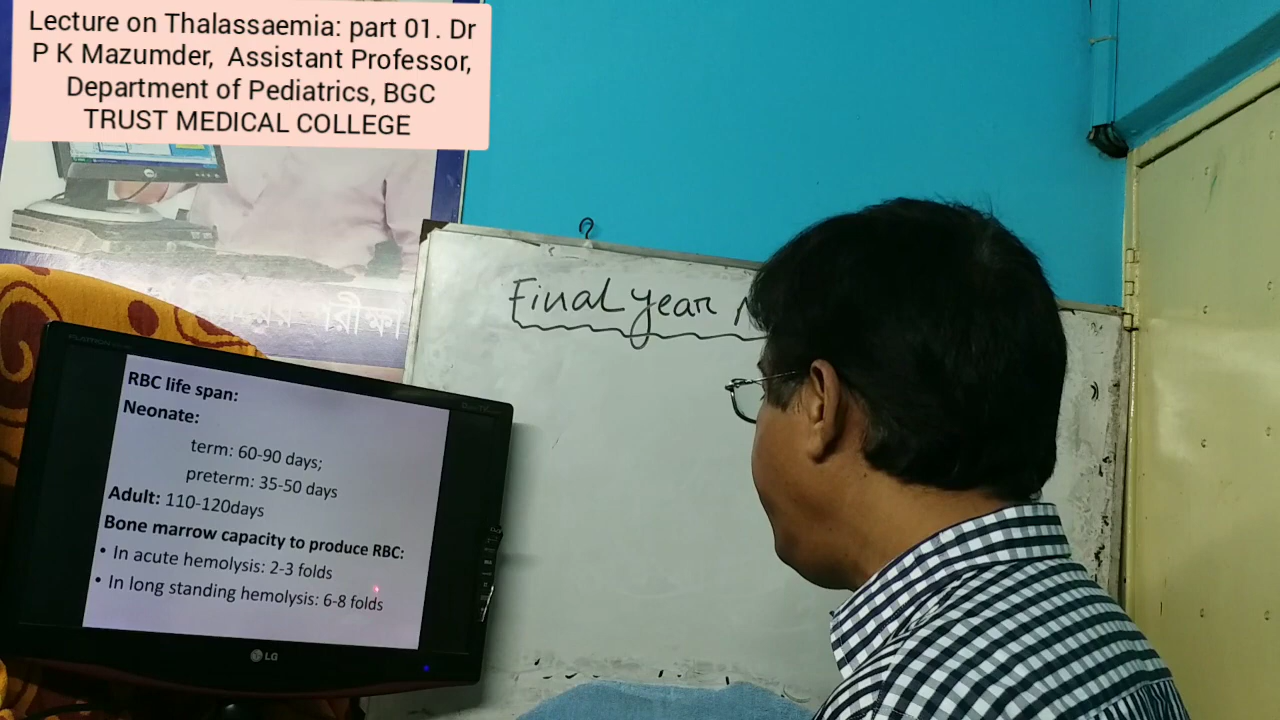 Lecture on Thalassaemia: part 01. Dr
P K Mazumder, Assistant Professor,
Department of Pediatrics, BGC
TRUST MEDICAL COLLEGE
Final year
RBC life span:
Neonate:
term: 60-90 days;
preterm: 35-50 days
Adult: 110-120days
Bone marrow capacity to produce RBC:
• In acute hemolysis: 2-3 folds
• In long standing hemolysis: 6-8 folds
LG